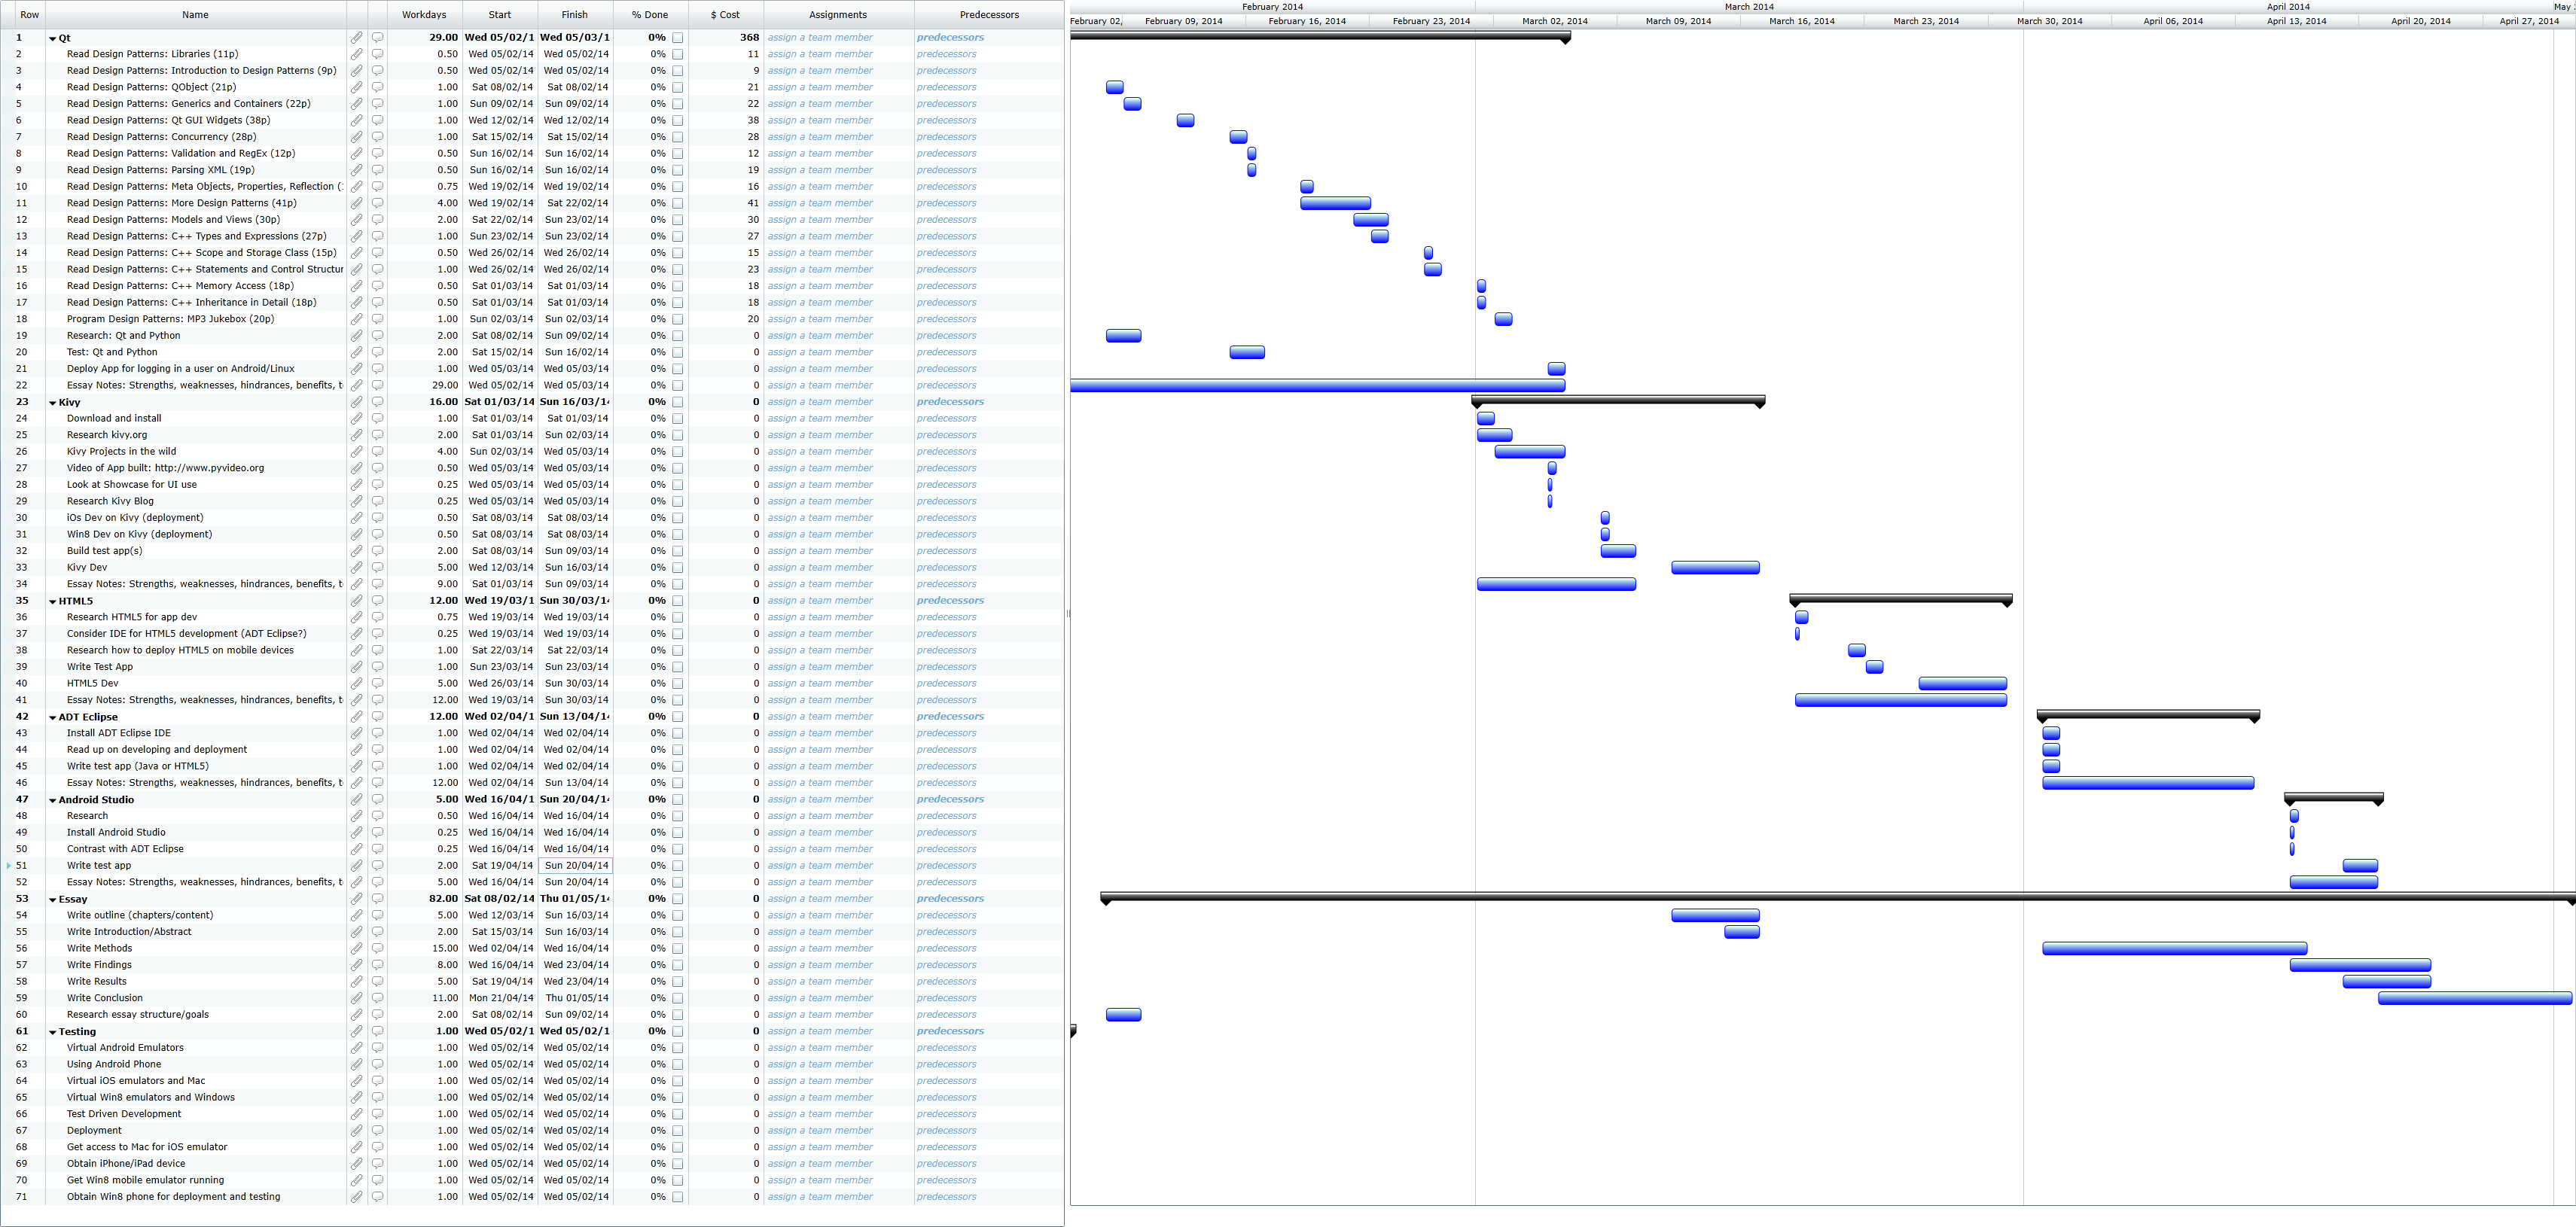 February 2014 March 2014 April 2014 May
Row Name Workdays Start Finish % Done $ Cost Assignments Predecessors February 02, February 09, 2014 February 16, 2014 February 23, 2014 March 02, 2014 March 09, 2014 March 16, 2014 March 23, 2014 March 30, 2014 April 06, 2014 April 13, 2014 April 20, 2014 April 27, 2014
1 Qt 29.00 Wed 05/02/1 Wed 05/03/1 0% 368 assign a team member predecessors
2 Read Design Patterns: Libraries (11p) 0.50 Wed 05/02/14 Wed 05/02/14 0% 11 assign a team member predecessors
3 Read Design Patterns: Introduction to Design Patterns (9p) 0.50 Wed 05/02/14 Wed 05/02/14 0% 9 assign a team member predecessors
4 Read Design Patterns: QObject (21p) 1.00 Sat 08/02/14 Sat 08/02/14 0% 21 assign a team member predecessors
5 Read Design Patterns: Generics and Containers (22p) 1.00 Sun 09/02/14 Sun 09/02/14 0% 22 assign a team member predecessors
6 Read Design Patterns: Qt GUI Widgets (38p) 1.00 Wed 12/02/14 Wed 12/02/14 0% 38 assign a team member predecessors
7 Read Design Patterns: Concurrency (28p) 1.00 Sat 15/02/14 Sat 15/02/14 0% 28 assign a team member predecessors
8 Read Design Patterns: Validation and RegEx (12p) 0.50 Sun 16/02/14 Sun 16/02/14 0% 12 assign a team member predecessors
9 Read Design Patterns: Parsing XML (19p) 0.50 Sun 16/02/14 Sun 16/02/14 0% 19 assign a team member predecessors
10 Read Design Patterns: Meta Objects, Properties, Reflection ( 0.75 Wed 19/02/14 Wed 19/02/14 0% 16 assign a team member predecessors
11 Read Design Patterns: More Design Patterns (41p) 4.00 Wed 19/02/14 Sat 22/02/14 0% 41 assign a team member predecessors
12 Read Design Patterns: Models and Views (30p) 2.00 Sat 22/02/14 Sun 23/02/14 0% 30 assign a team member predecessors
13 Read Design Patterns: C++ Types and Expressions (27p) 1.00 Sun 23/02/14 Sun 23/02/14 0% 27 assign a team member predecessors
14 Read Design Patterns: C++ Scope and Storage Class (15p) 0.50 Wed 26/02/14 Wed 26/02/14 0% 15 assign a team member predecessors
15 Read Design Patterns: C++ Statements and Control Structur 1.00 Wed 26/02/14 Wed 26/02/14 0% 23 assign a team member predecessors
16 Read Design Patterns: C++ Memory Access (18p) 0.50 Sat 01/03/14 Sat 01/03/14 0% 18 assign a team member predecessors
17 Read Design Patterns: C++ Inheritance in Detail (18p) 0.50 Sat 01/03/14 Sat 01/03/14 0% 18 assign a team member predecessors
18 Program Design Patterns: MP3 Jukebox (20p) 1.00 Sun 02/03/14 Sun 02/03/14 0% 20 assign a team member predecessors
19 Research: Qt and Python 2.00 Sat 08/02/14 Sun 09/02/14 0% 0 assign a team member predecessors
20 Test: Qt and Python 2.00 Sat 15/02/14 Sun 16/02/14 0% 0 assign a team member predecessors
21 Deploy App for logging in a user on Android/Linux 1.00 Wed 05/03/14 Wed 05/03/14 0% 0 assign a team member predecessors
22 Essay Notes: Strengths, weaknesses, hindrances, benefits, t 29.00 Wed 05/02/14 Wed 05/03/14 0% 0 assign a team member predecessors
23 Kivy 16.00 Sat 01/03/14 Sun 16/03/14 0% 0 assign a team member predecessors
24 Download and install 1.00 Sat 01/03/14 Sat 01/03/14 0% 0 assign a team member predecessors
25 Research kivy.org 2.00 Sat 01/03/14 Sun 02/03/14 0% 0 assign a team member predecessors
26 Kivy Projects in the wild 4.00 Sun 02/03/14 Wed 05/03/14 0% 0 assign a team member predecessors
27 Video of App built: http://www.pyvideo.org 0.50 Wed 05/03/14 Wed 05/03/14 0% 0 assign a team member predecessors
28 Look at Showcase for UI use 0.25 Wed 05/03/14 Wed 05/03/14 0% 0 assign a team member predecessors
29 Research Kivy Blog 0.25 Wed 05/03/14 Wed 05/03/14 0% 0 assign a team member predecessors
30 iOs Dev on Kivy (deployment) 0.50 Sat 08/03/14 Sat 08/03/14 0% 0 assign a team member predecessors
31 Win8 Dev on Kivy (deployment) 0.50 Sat 08/03/14 Sat 08/03/14 0% 0 assign a team member predecessors
32 Build test app(s) 2.00 Sat 08/03/14 Sun 09/03/14 0% 0 assign a team member predecessors
33 Kivy Dev 5.00 Wed 12/03/14 Sun 16/03/14 0% 0 assign a team member predecessors
34 Essay Notes: Strengths, weaknesses, hindrances, benefits, t 9.00 Sat 01/03/14 Sun 09/03/14 0% 0 assign a team member predecessors
35 HTML5 12.00 Wed 19/03/1 Sun 30/03/14 0% 0 assign a team member predecessors
36 Research HTML5 for app dev 0.75 Wed 19/03/14 Wed 19/03/14 0% 0 assign a team member predecessors
37 Consider IDE for HTML5 development (ADT Eclipse?) 0.25 Wed 19/03/14 Wed 19/03/14 0% 0 assign a team member predecessors
38 Research how to deploy HTML5 on mobile devices 1.00 Sat 22/03/14 Sat 22/03/14 0% 0 assign a team member predecessors
39 Write Test App 1.00 Sun 23/03/14 Sun 23/03/14 0% 0 assign a team member predecessors
40 HTML5 Dev 5.00 Wed 26/03/14 Sun 30/03/14 0% 0 assign a team member predecessors
41 Essay Notes: Strengths, weaknesses, hindrances, benefits, t 12.00 Wed 19/03/14 Sun 30/03/14 0% 0 assign a team member predecessors
42 ADT Eclipse 12.00 Wed 02/04/1 Sun 13/04/14 0% 0 assign a team member predecessors
43 Install ADT Eclipse IDE 1.00 Wed 02/04/14 Wed 02/04/14 0% 0 assign a team member predecessors
44 Read up on developing and deployment 1.00 Wed 02/04/14 Wed 02/04/14 0% 0 assign a team member predecessors
45 Write test app (Java or HTML5) 1.00 Wed 02/04/14 Wed 02/04/14 0% 0 assign a team member predecessors
46 Essay Notes: Strengths, weaknesses, hindrances, benefits, t 12.00 Wed 02/04/14 Sun 13/04/14 0% 0 assign a team member predecessors
47 Android Studio 5.00 Wed 16/04/1 Sun 20/04/14 0% 0 assign a team member predecessors
48 Research 0.50 Wed 16/04/14 Wed 16/04/14 0% 0 assign a team member predecessors
49 Install Android Studio 0.25 Wed 16/04/14 Wed 16/04/14 0% 0 assign a team member predecessors
50 Contrast with ADT Eclipse 0.25 Wed 16/04/14 Wed 16/04/14 0% 0 assign a team member predecessors
51 Write test app 2.00 Sat 19/04/14 Sun 20/04/14 0% 0 assign a team member predecessors
52 Essay Notes: Strengths, weaknesses, hindrances, benefits, t 5.00 Wed 16/04/14 Sun 20/04/14 0% 0 assign a team member predecessors
53 Essay 82.00 Sat 08/02/14 Thu 01/05/14 0% 0 assign a team member predecessors
54 Write outline (chapters/content) 5.00 Wed 12/03/14 Sun 16/03/14 0% 0 assign a team member predecessors
55 Write Introduction/Abstract 2.00 Sat 15/03/14 Sun 16/03/14 0% 0 assign a team member predecessors
56 Write Methods 15.00 Wed 02/04/14 Wed 16/04/14 0% 0 assign a team member predecessors
57 Write Findings 8.00 Wed 16/04/14 Wed 23/04/14 0% 0 assign a team member predecessors
58 Write Results 5.00 Sat 19/04/14 Wed 23/04/14 0% 0 assign a team member predecessors
59 Write Conclusion 11.00 Mon 21/04/14 Thu 01/05/14 0% 0 assign a team member predecessors
60 Research essay structure/goals 2.00 Sat 08/02/14 Sun 09/02/14 0% 0 assign a team member predecessors
61 Testing 1.00 Wed 05/02/1 Wed 05/02/1 0% 0 assign a team member predecessors
62 Virtual Android Emulators 1.00 Wed 05/02/14 Wed 05/02/14 0% 0 assign a team member predecessors
63 Using Android Phone 1.00 Wed 05/02/14 Wed 05/02/14 0% 0 assign a team member predecessors
64 Virtual iOS emulators and Mac 1.00 Wed 05/02/14 Wed 05/02/14 0% 0 assign a team member predecessors
65 Virtual Win8 emulators and Windows 1.00 Wed 05/02/14 Wed 05/02/14 0% 0 assign a team member predecessors
66 Test Driven Development 1.00 Wed 05/02/14 Wed 05/02/14 0% 0 assign a team member predecessors
67 Deployment 1.00 Wed 05/02/14 Wed 05/02/14 0% 0 assign a team member predecessors
68 Get access to Mac for iOS emulator 1.00 Wed 05/02/14 Wed 05/02/14 0% 0 assign a team member predecessors
69 Obtain iPhone/iPad device 1.00 Wed 05/02/14 Wed 05/02/14 0% 0 assign a team member predecessors
70 Get Win8 mobile emulator running 1.00 Wed 05/02/14 Wed 05/02/14 0% 0 assign a team member predecessors
71 Obtain Win8 phone for deployment and testing 1.00 Wed 05/02/14 Wed 05/02/14 0% 0 assign a team member predecessors